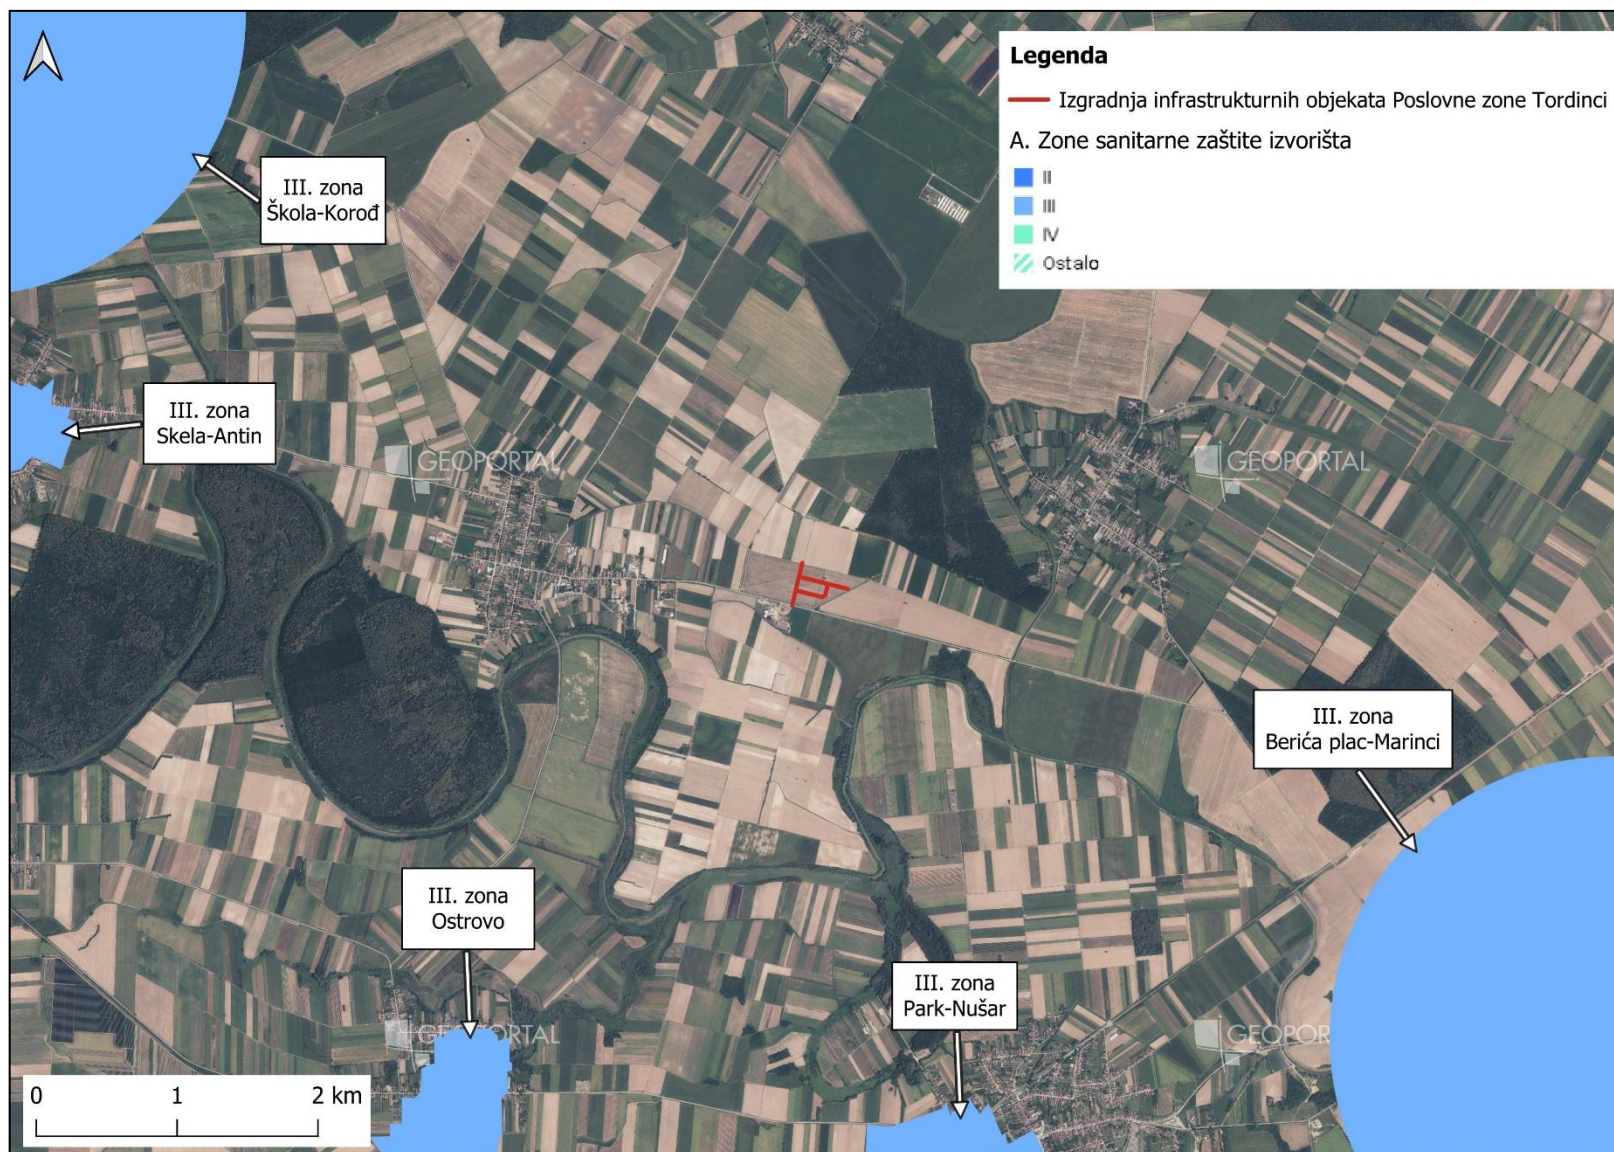 Legenda
Izgradnja infrastrukturnih objekata Poslovne zone Tordinci
A. Zone sanitarne zaštite izvorišta
II
III
IV
Ostalo
III. zona
Škola-Korođ
III. zona
Skela-Antin
GEOPORTAL
GEOPORTAL
III. zona
Berića plac-Marinci
III. zona
Ostrovo
III. zona
Park-Nušar
GEOPORTAL
GEOPOR
0 1 2 km